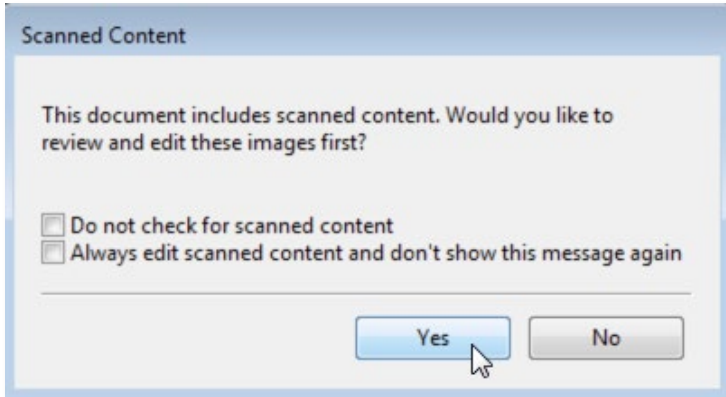 Scanned Content
This document includes scanned content. Would you like to
review and edit these images first?
Do not check for scanned content
Always edit scanned content and don't show this message again
Yes
No